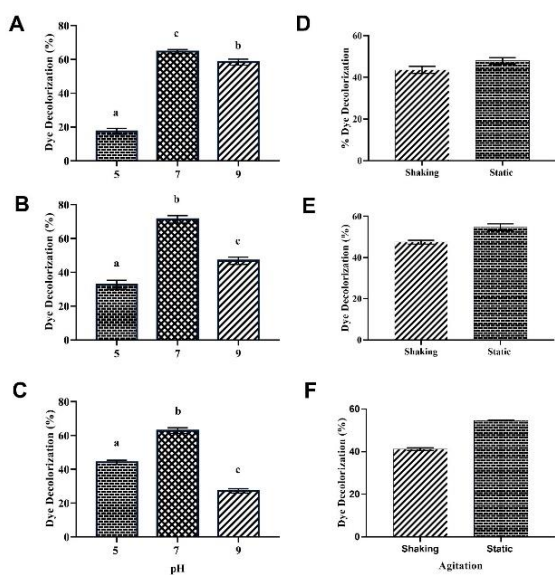 A
Dye Decolorization (%)
80
60
40
20
0
a
c
b
5
7
9
B
Dye Decolorization (%)
80
60
40
20
0
a
b
c
5
7
9
C
Dye Decolorization (%)
80
60
40
20
0
a
b
c
5
7
9
pH
D
% Dye Decolorization
60
40
20
0
Shaking
Static
E
Dye Decolorization (%)
60
40
20
0
Shaking
Static
F
Dye Decolorization (%)
60
40
20
0
Shaking
Static
Agitation